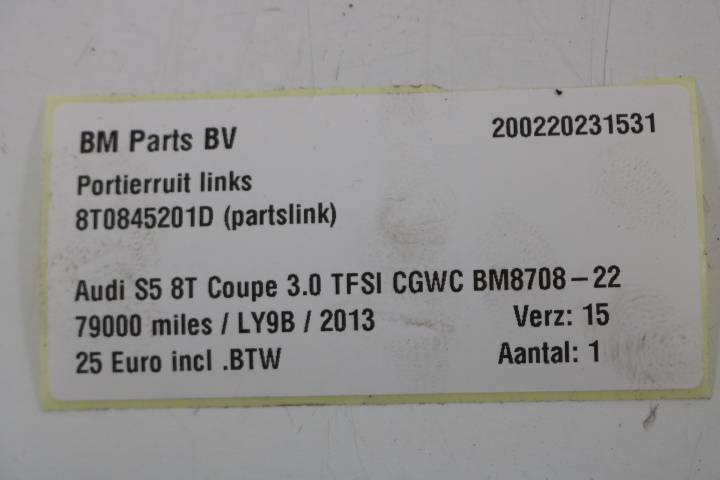 BM Parts BV 200220231531
Portierruit links
8T0845201D (partslink)
Audi S5 8T Coupe 3.0 TFSI CGWC BM8708-22
79000 miles / LY9B / 2013 Verz: 15
25 Euro incl .BTW Aantal: 1